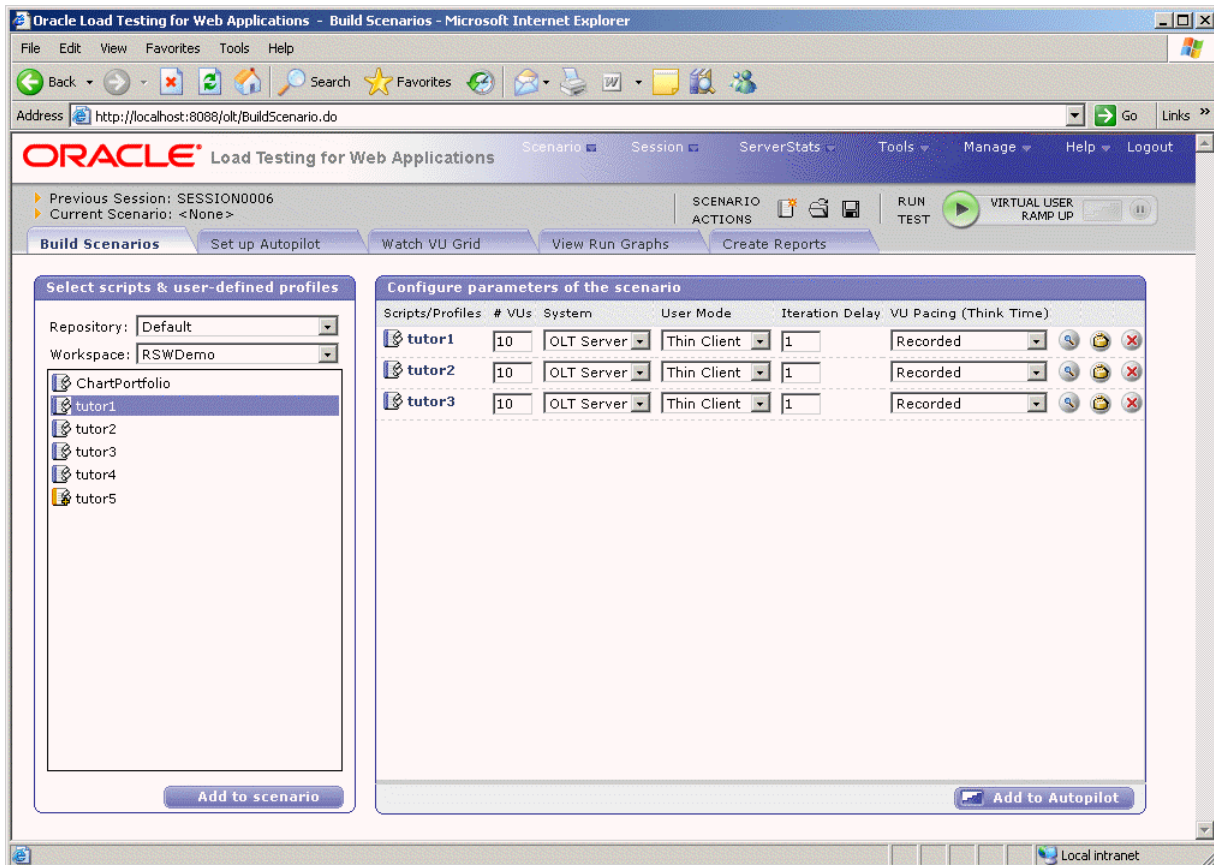 Oracle Load Testing for Web Applications - Build Scenarios - Microsoft Internet Explorer
File Edit View Favorites Tools Help
Back Search Favorites
Address http://localhost:8088/olt/BuildScenario.do Go Links »
ORACLE Load Testing for Web Applications Scenario Session ServerStats Tools Manage Help Logout
Previous Session: SESSION0006
Current Scenario: <None>
SCENARIO ACTIONS RUN TEST VIRTUAL USER RAMP UP
Build Scenarios Set up Autopilot Watch VU Grid View Run Graphs Create Reports
Select scripts & user-defined profiles
Repository: Default
Workspace: RSWDemo
ChartPortfolio
tutor1
tutor2
tutor3
tutor4
tutor5
Add to scenario
Configure parameters of the scenario
Scripts/Profiles # VUs System User Mode Iteration Delay VU Pacing (Think Time)
tutor1 10 OLT Server Thin Client 1 Recorded
tutor2 10 OLT Server Thin Client 1 Recorded
tutor3 10 OLT Server Thin Client 1 Recorded
Add to Autopilot
Local intranet